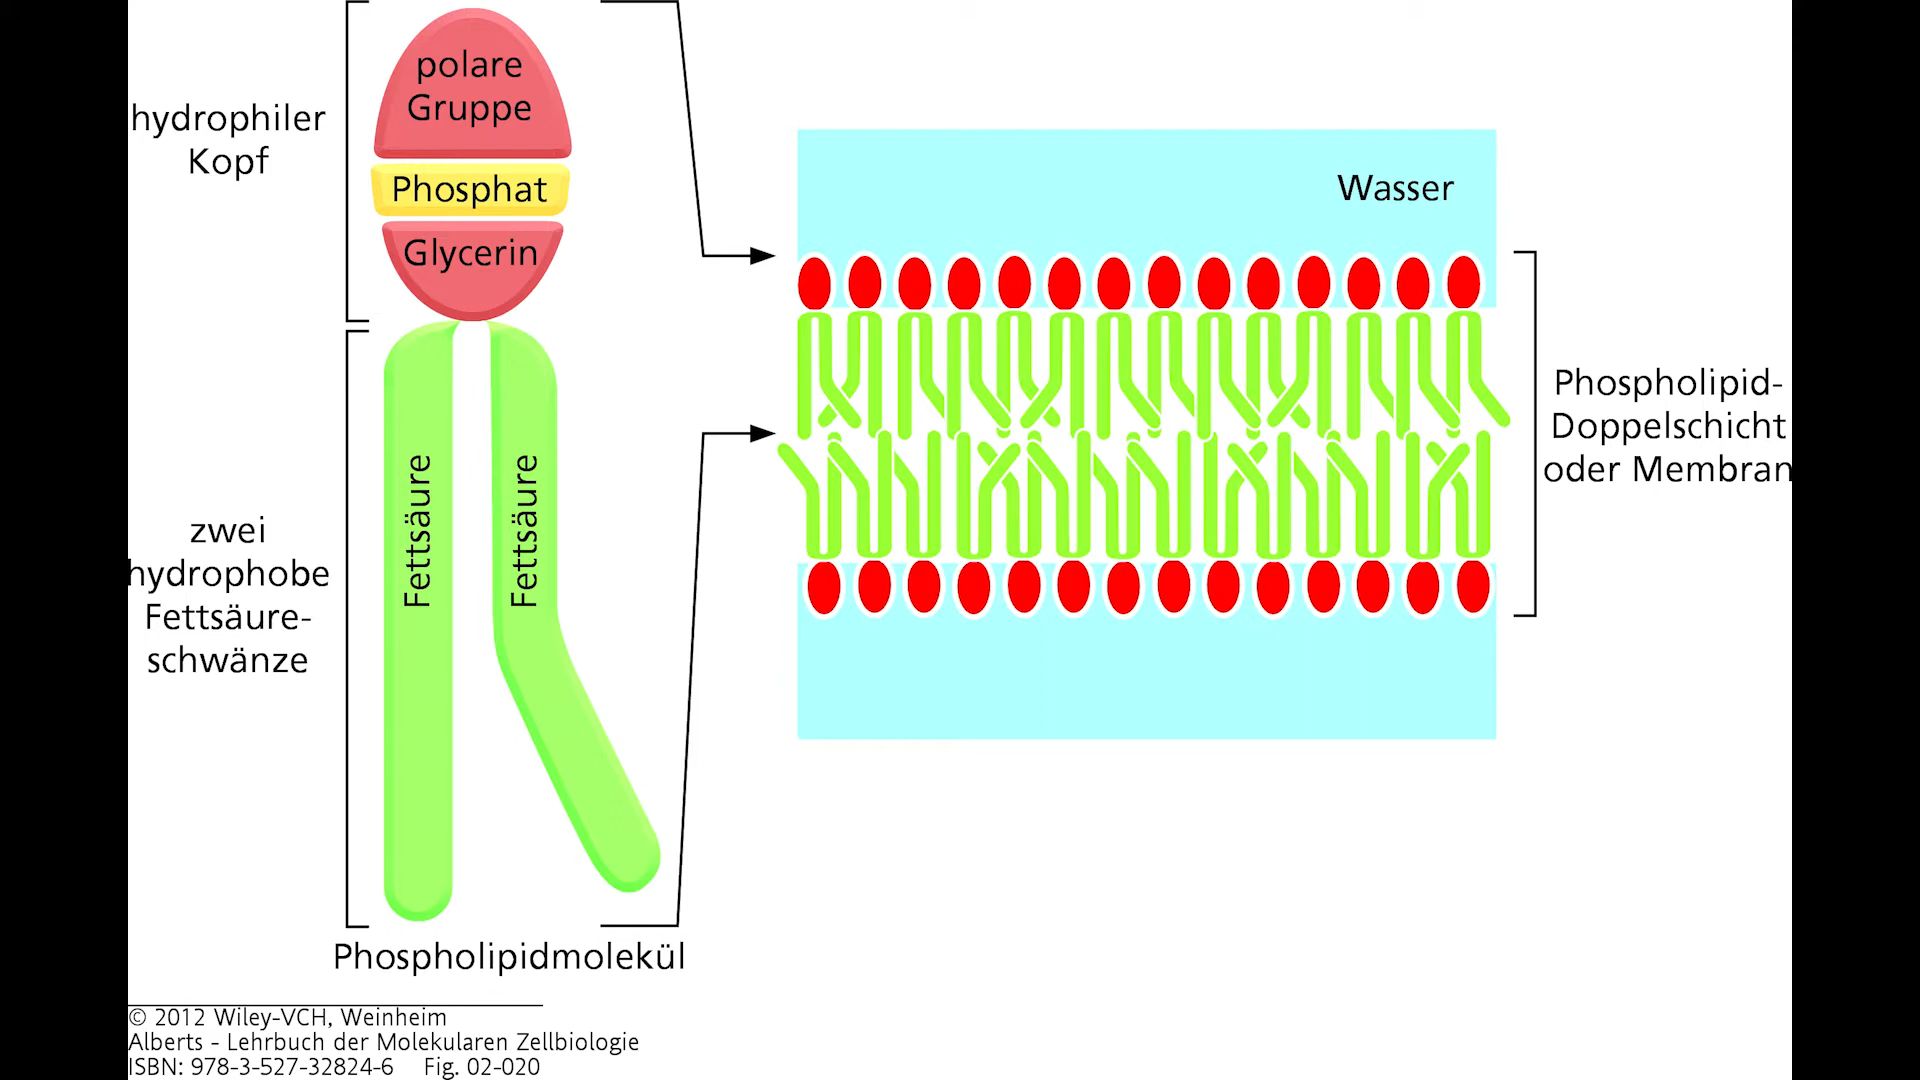 polare
Gruppe
hydrophiler
Kopf
Phosphat
Glycerin
Wasser
Phospholipid-
Doppelschicht
oder Membran
Fettsäure
Fettsäure
zwei
hydrophobe
Fettsäure-
schwänze
Phospholipidmolekül
© 2012 Wiley-VCH, Weinheim
Alberts - Lehrbuch der Molekularen Zellbiologie
ISBN: 978-3-527-32824-6 Fig. 02-020